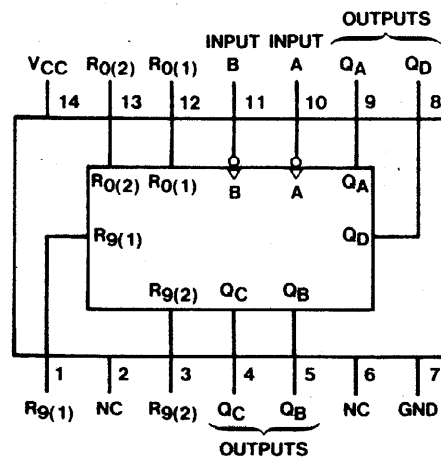 OUTPUTS
INPUT INPUT
VCC R0(2) R0(1) B A QA QD
14 13 12 11 10 9 8
R0(2) R0(1) B A QA
R9(1) QD
R9(2) QC QB
1 2 3 4 5 6 7
R9(1) NC R9(2) QC QB NC GND
OUTPUTS